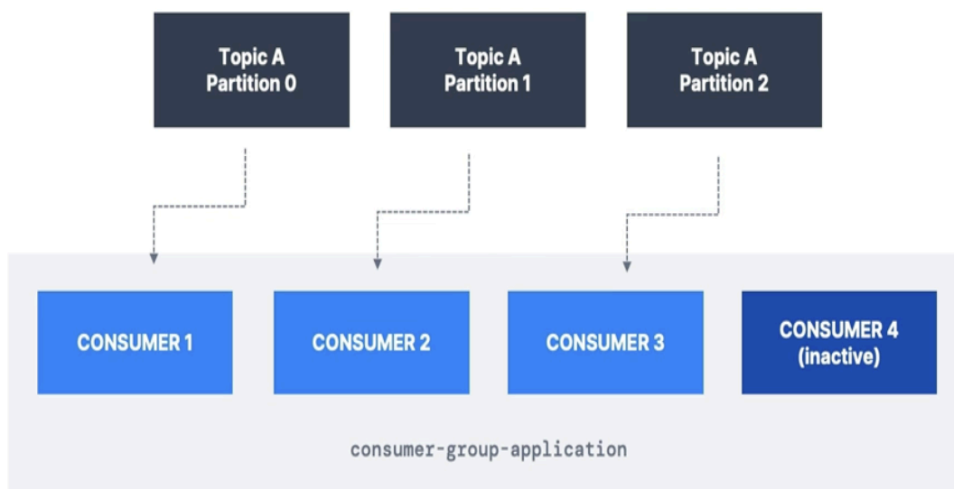 Topic A
Partition 0
Topic A
Partition 1
Topic A
Partition 2
CONSUMER 1
CONSUMER 2
CONSUMER 3
CONSUMER 4
(inactive)
consumer-group-application